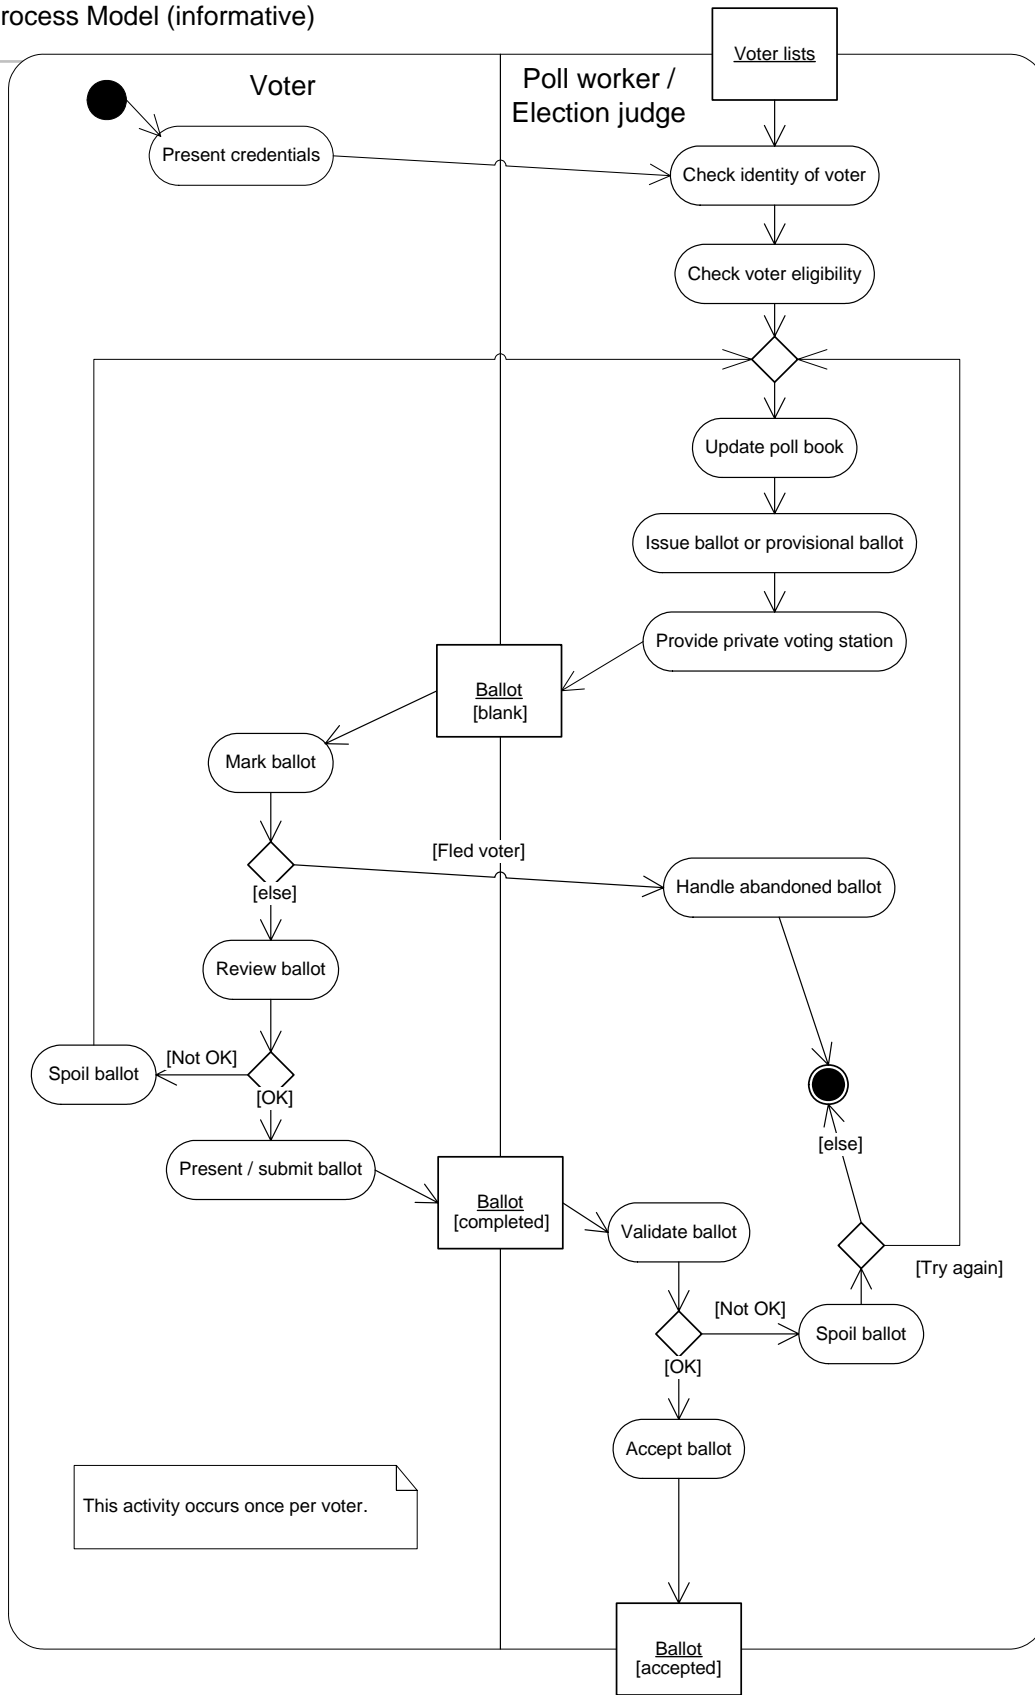 rocess Model (informative)
Voter lists
Voter
Poll worker /
Election judge
Present credentials
Check identity of voter
Check voter eligibility
Update poll book
Issue ballot or provisional ballot
Provide private voting station
Ballot
[blank]
Mark ballot
[Fled voter]
Handle abandoned ballot
[else]
Review ballot
[Not OK]
Spoil ballot
[OK]
Present / submit ballot
Ballot
[completed]
Validate ballot
[else]
[Try again]
[Not OK]
Spoil ballot
[OK]
Accept ballot
This activity occurs once per voter.
Ballot
[accepted]